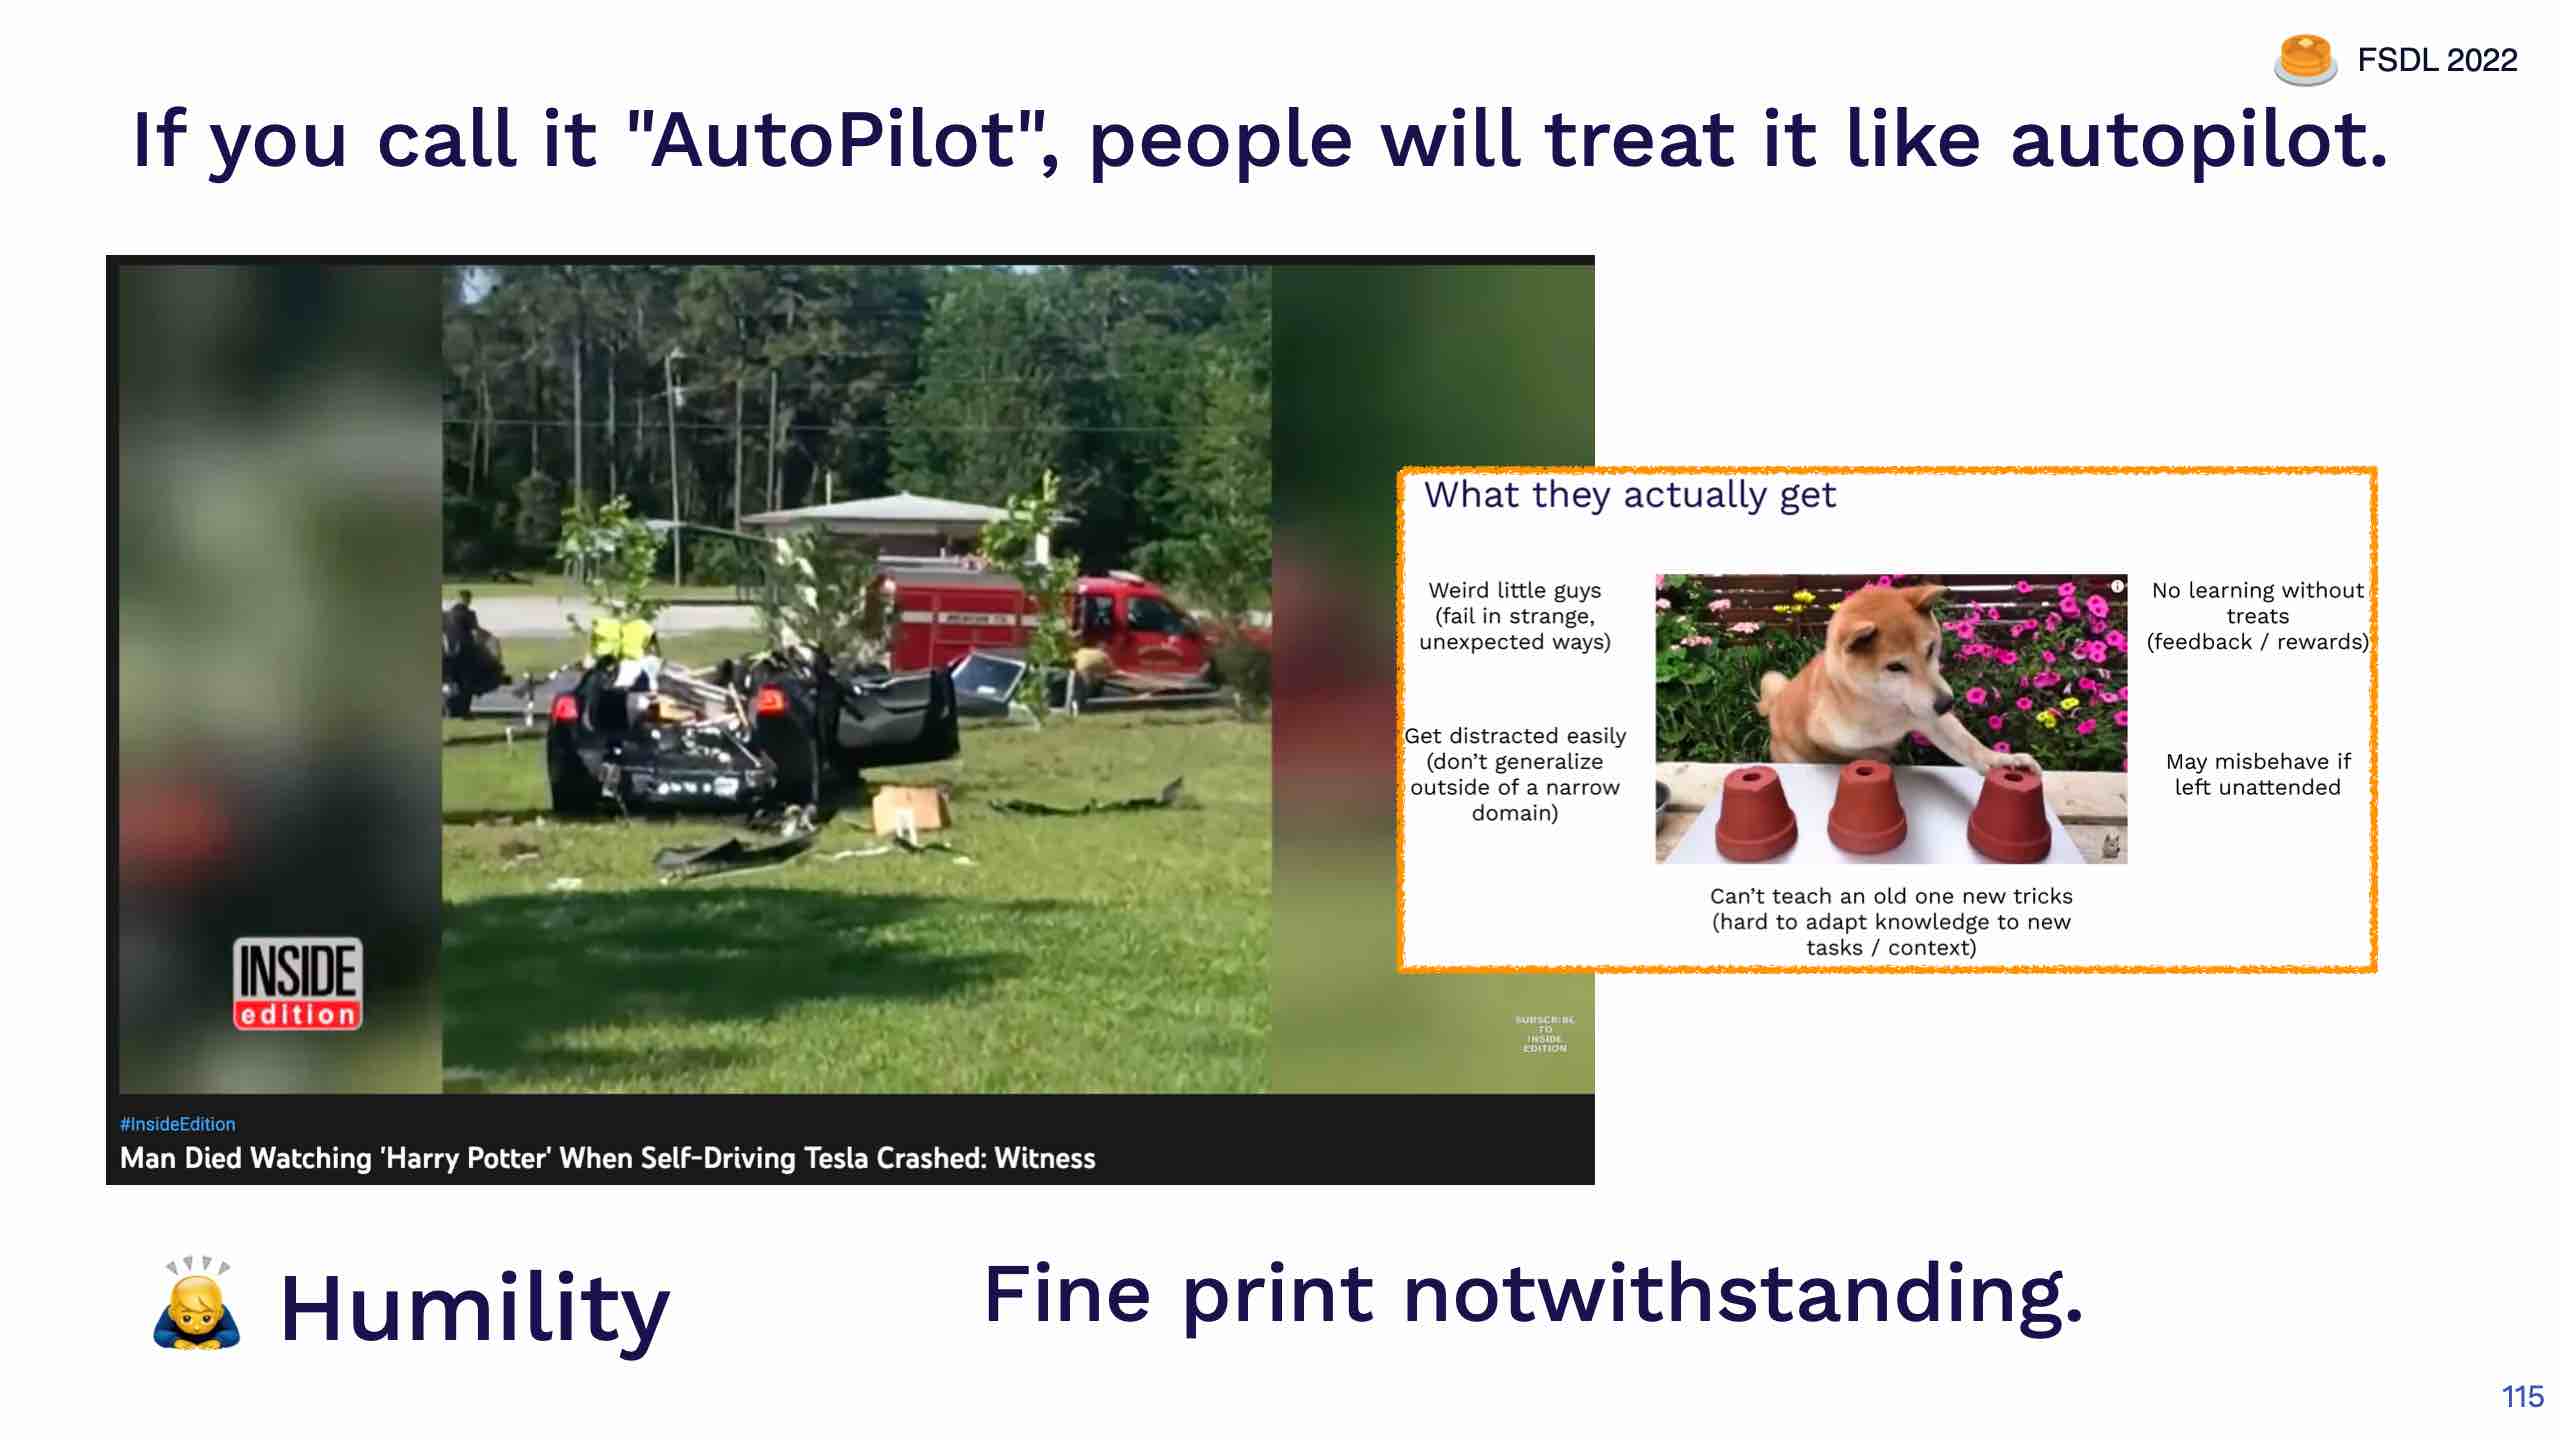 FSDL 2022
If you call it "AutoPilot", people will treat it like autopilot.
What they actually get
Weird little guys
(fail in strange,
unexpected ways)
No learning without
treats
(feedback / rewards)
Get distracted easily
(don’t generalize
outside of a narrow
domain)
May misbehave if
left unattended
Can’t teach an old one new tricks
(hard to adapt knowledge to new
tasks / context)
INSIDE
edition
SUBSCRIBE
TO
INSIDE
EDITION
#InsideEdition
Man Died Watching 'Harry Potter' When Self-Driving Tesla Crashed: Witness
Humility
Fine print notwithstanding.
115